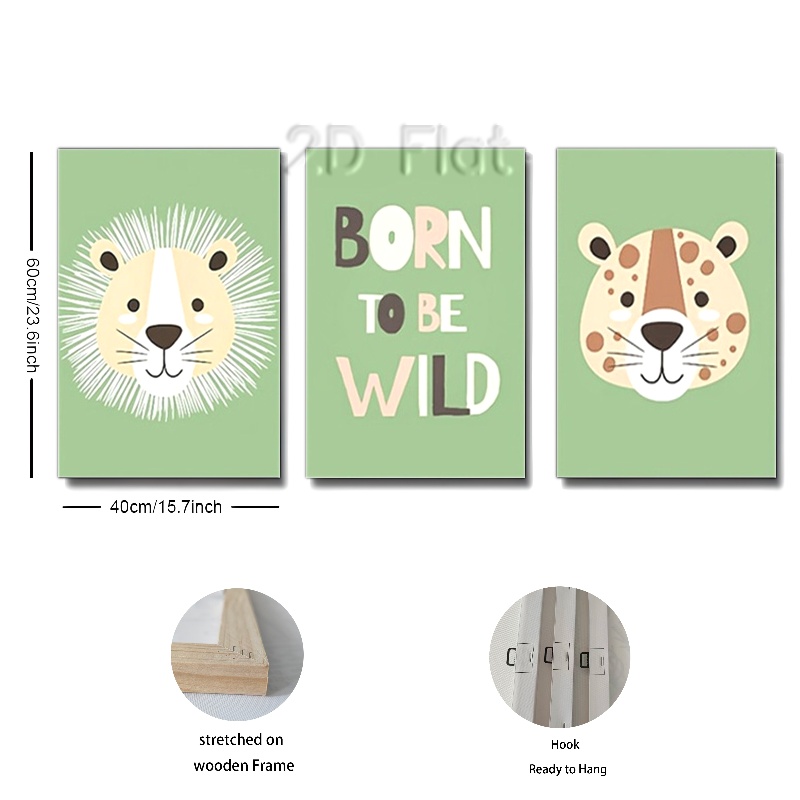 2D Flat
BORN
TO BE
WILD
60cm/23.6inch
40cm/15.7inch
stretched on
wooden Frame
Hook
Ready to Hang